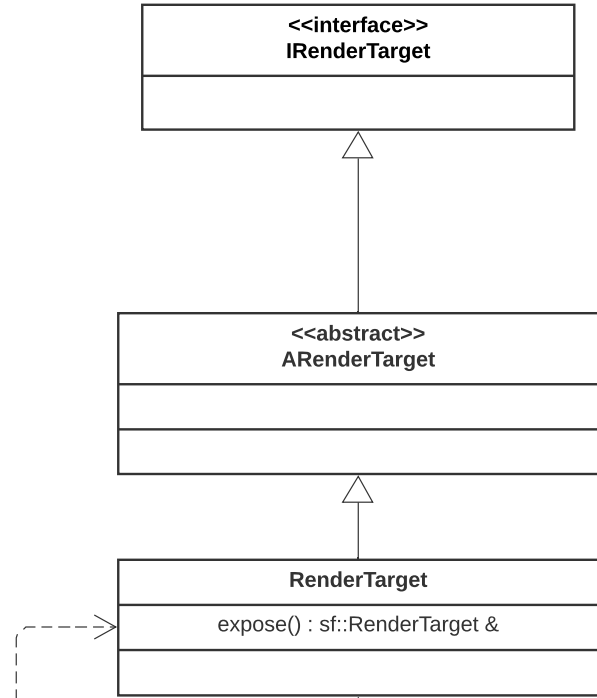 <<interface>>
IRenderTarget
<<abstract>>
ARenderTarget
RenderTarget
expose() : sf::RenderTarget &